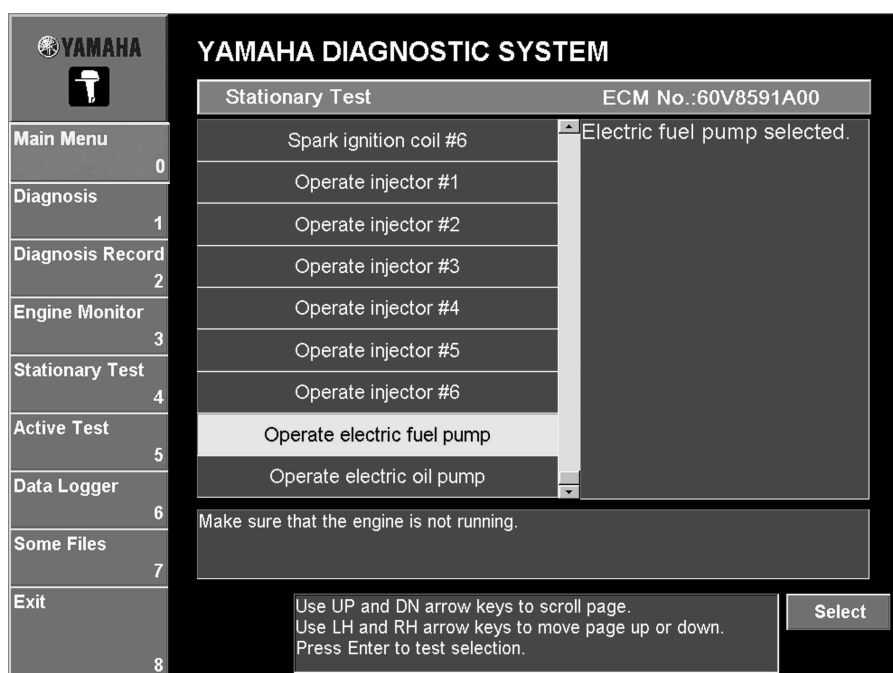 YAMAHA
YAMAHA DIAGNOSTIC SYSTEM
Stationary Test
ECM No.:60V8591A00
Main Menu
0
Diagnosis
1
Diagnosis Record
2
Engine Monitor
3
Stationary Test
4
Active Test
5
Data Logger
6
Some Files
7
Exit
8
Spark ignition coil #6
Operate injector #1
Operate injector #2
Operate injector #3
Operate injector #4
Operate injector #5
Operate injector #6
Operate electric fuel pump
Operate electric oil pump
Electric fuel pump selected.
Make sure that the engine is not running.
Use UP and DN arrow keys to scroll page.
Use LH and RH arrow keys to move page up or down.
Press Enter to test selection.
Select